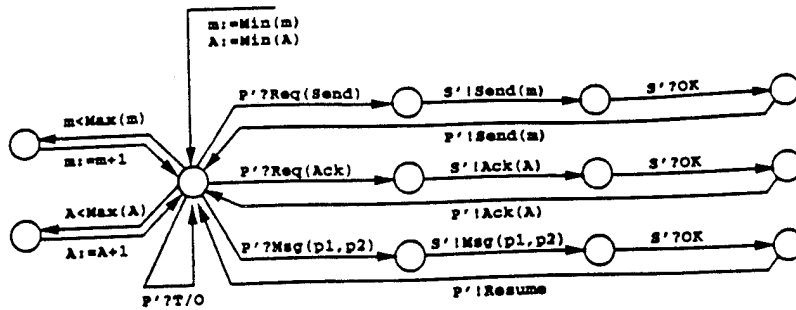 m:=Min(m)
A:=Min(A)
P'?Req(Send)
S'!Send(m)
S'?OK
P'!Send(m)
m<Max(m)
m:=m+1
P'?Req(Ack)
S'!Ack(A)
S'?OK
P'!Ack(A)
A<Max(A)
A:=A+1
P'?Msg(p1,p2)
S'!Msg(p1,p2)
S'?OK
P'!Resume
P'?T/O